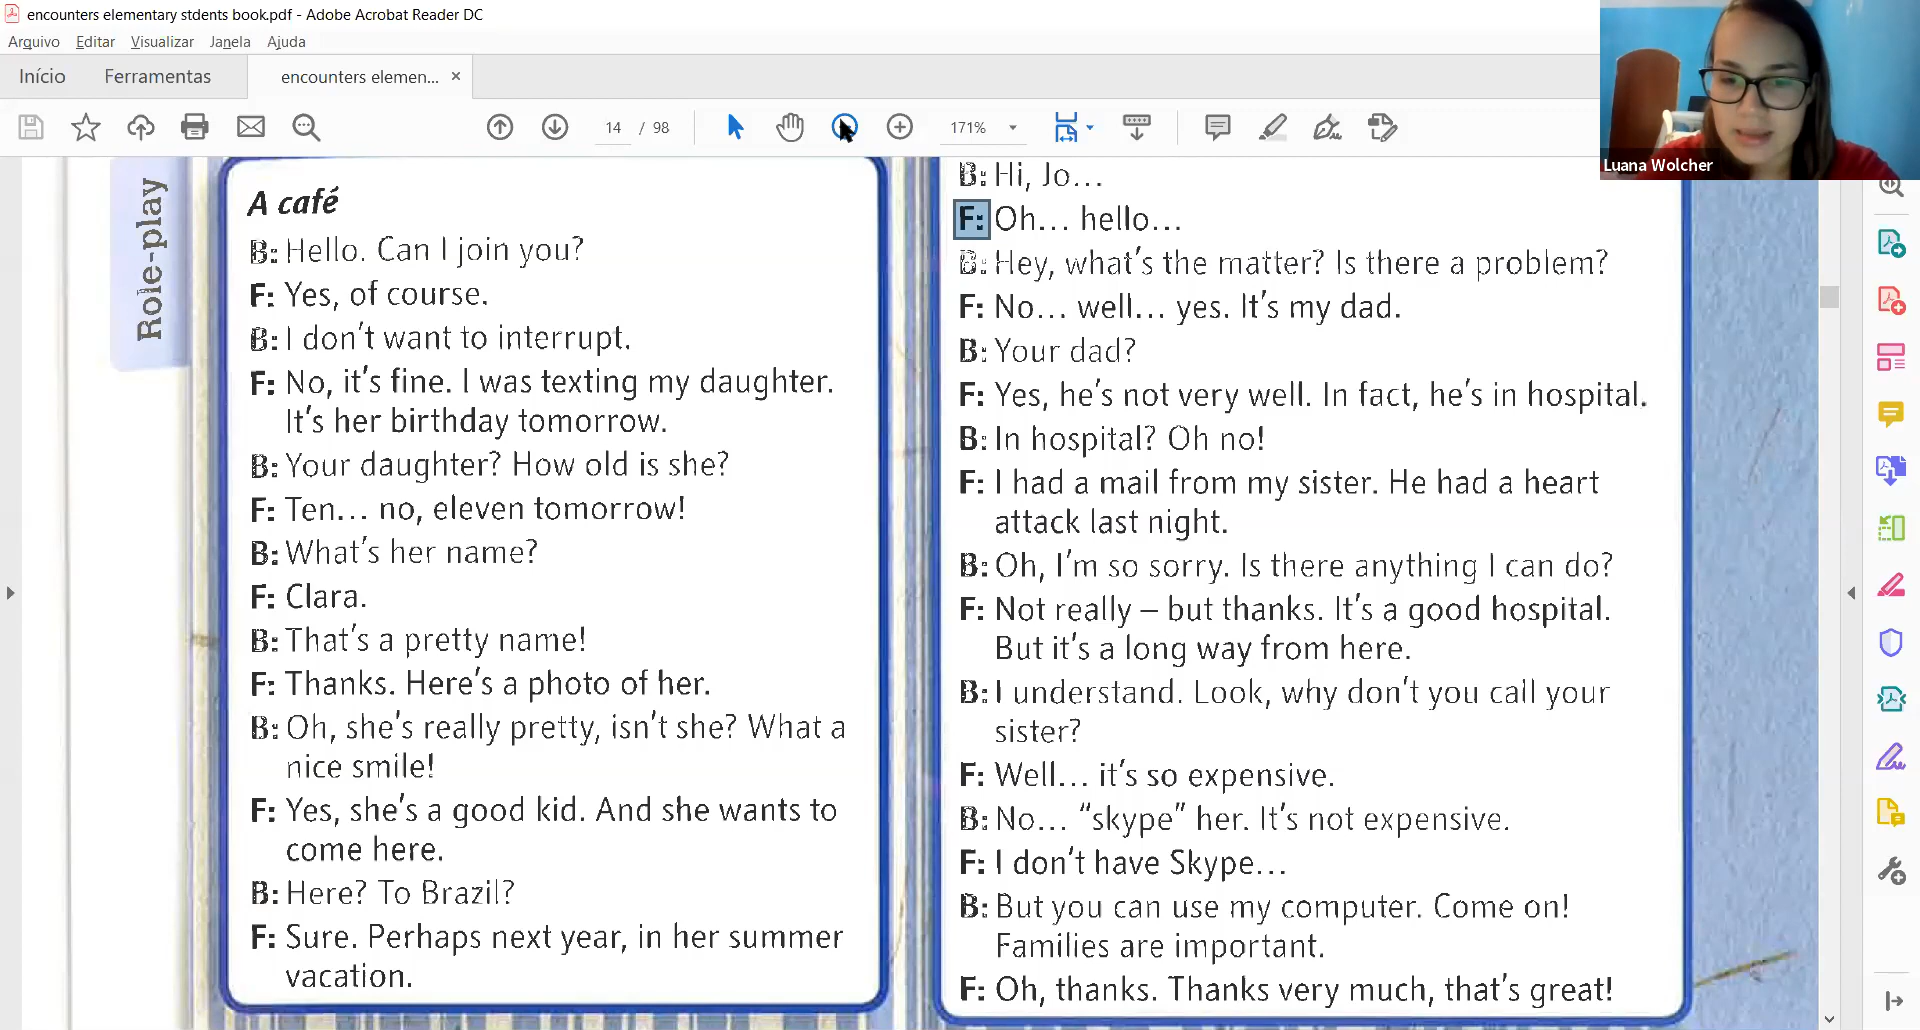 encounters elementary stdents book.pdf - Adobe Acrobat Reader DC
Arquivo Editar Visualizar Janela Ajuda
Início Ferramentas encounters elemen... ×
14 / 98 171%
Luana Wolcher
Role-play
A café
B: Hello. Can I join you?
F: Yes, of course.
B: I don't want to interrupt.
F: No, it's fine. I was texting my daughter.
It's her birthday tomorrow.
B: Your daughter? How old is she?
F: Ten... no, eleven tomorrow!
B: What's her name?
F: Clara.
B: That's a pretty name!
F: Thanks. Here's a photo of her.
B: Oh, she's really pretty, isn't she? What a
nice smile!
F: Yes, she's a good kid. And she wants to
come here.
B: Here? To Brazil?
F: Sure. Perhaps next year, in her summer
vacation.
B: Hi, Jo...
F: Oh... hello...
B: Hey, what's the matter? Is there a problem?
F: No... well... yes. It's my dad.
B: Your dad?
F: Yes, he's not very well. In fact, he's in hospital.
B: In hospital? Oh no!
F: I had a mail from my sister. He had a heart
attack last night.
B: Oh, I'm so sorry. Is there anything I can do?
F: Not really – but thanks. It's a good hospital.
But it's a long way from here.
B: I understand. Look, why don't you call your
sister?
F: Well... it's so expensive.
B: No... "skype" her. It's not expensive.
F: I don't have Skype...
B: But you can use my computer. Come on!
Families are important.
F: Oh, thanks. Thanks very much, that's great!